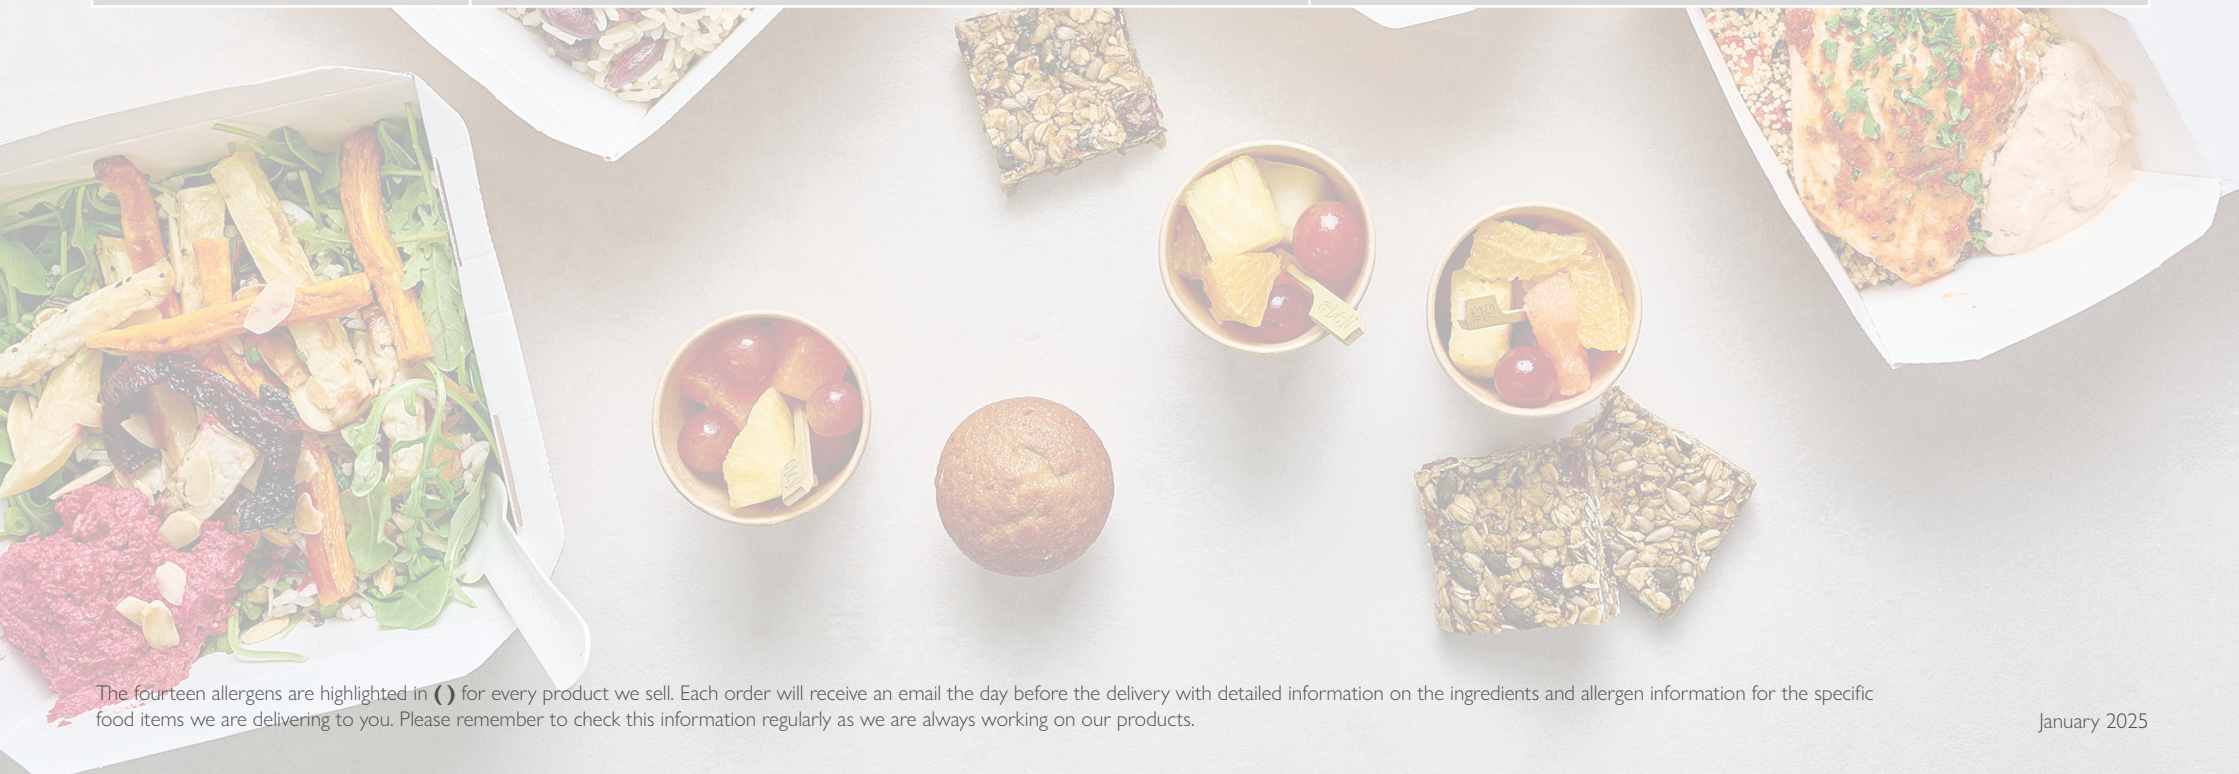 The fourteen allergens are highlighted in ( ) for every product we sell. Each order will receive an email the day before the delivery with detailed information on the ingredients and allergen information for the specific
food items we are delivering to you. Please remember to check this information regularly as we are always working on our products.
January 2025